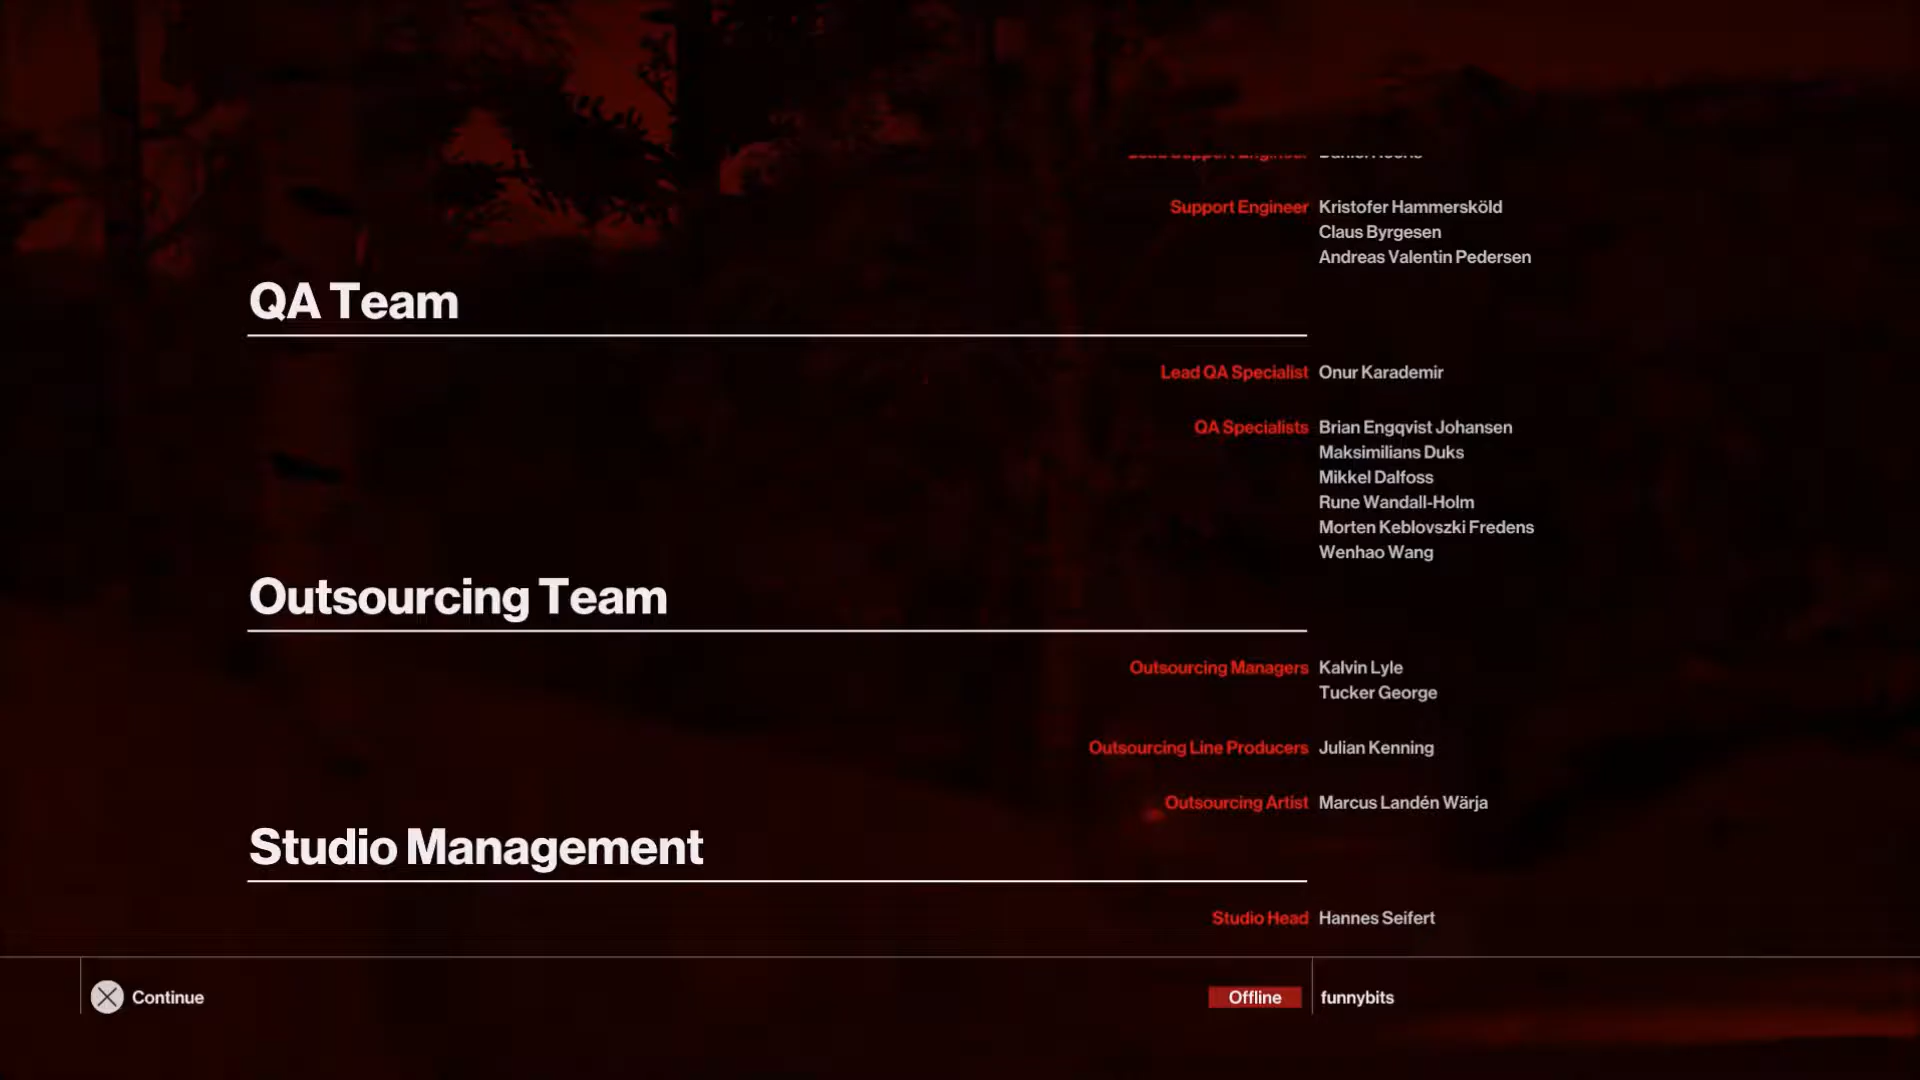 Support Engineer Kristofer Hammersköld
Claus Byrgesen
Andreas Valentin Pedersen
QA Team
Lead QA Specialist Onur Karademir
QA Specialists Brian Engqvist Johansen
Maksimilians Duks
Mikkel Dalfoss
Rune Wandall-Holm
Morten Keblovszki Fredens
Wenhao Wang
Outsourcing Team
Outsourcing Managers Kalvin Lyle
Tucker George
Outsourcing Line Producers Julian Kenning
Outsourcing Artist Marcus Landén Wärja
Studio Management
Studio Head Hannes Seifert
Continue
Offline funnybits